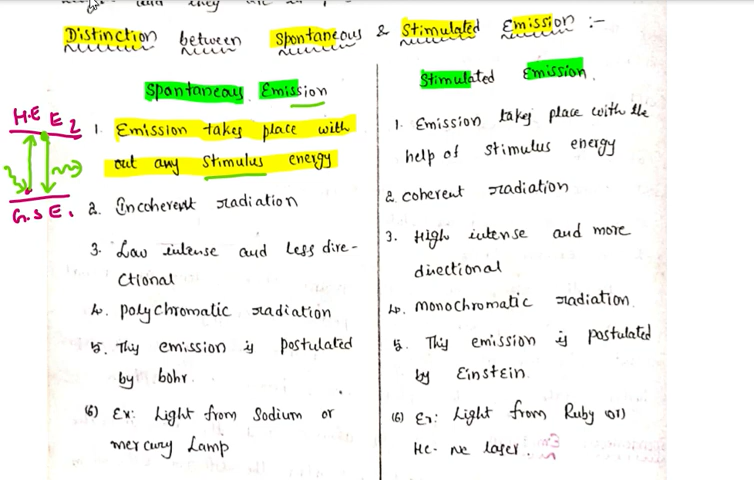 and they
Distinction between Spontaneous & Stimulated Emission :-
Spontaneous Emission
H.E E2
G.S E1
1. Emission takes place with
out any Stimulus energy
2. Incoherent radiation
3. Low intense and Less dire-
ctional
4. polychromatic radiation
5. This emission is postulated
by bohr.
(6) Ex: Light from Sodium or
mercury Lamp
Stimulated Emission.
1. Emission takes place with the
help of stimulus energy
2. coherent radiation
3. High intense and more
directional
4. monochromatic radiation.
5. This emission is postulated
by Einstein.
(6) Ex: Light from Ruby (or)
He- ne laser.